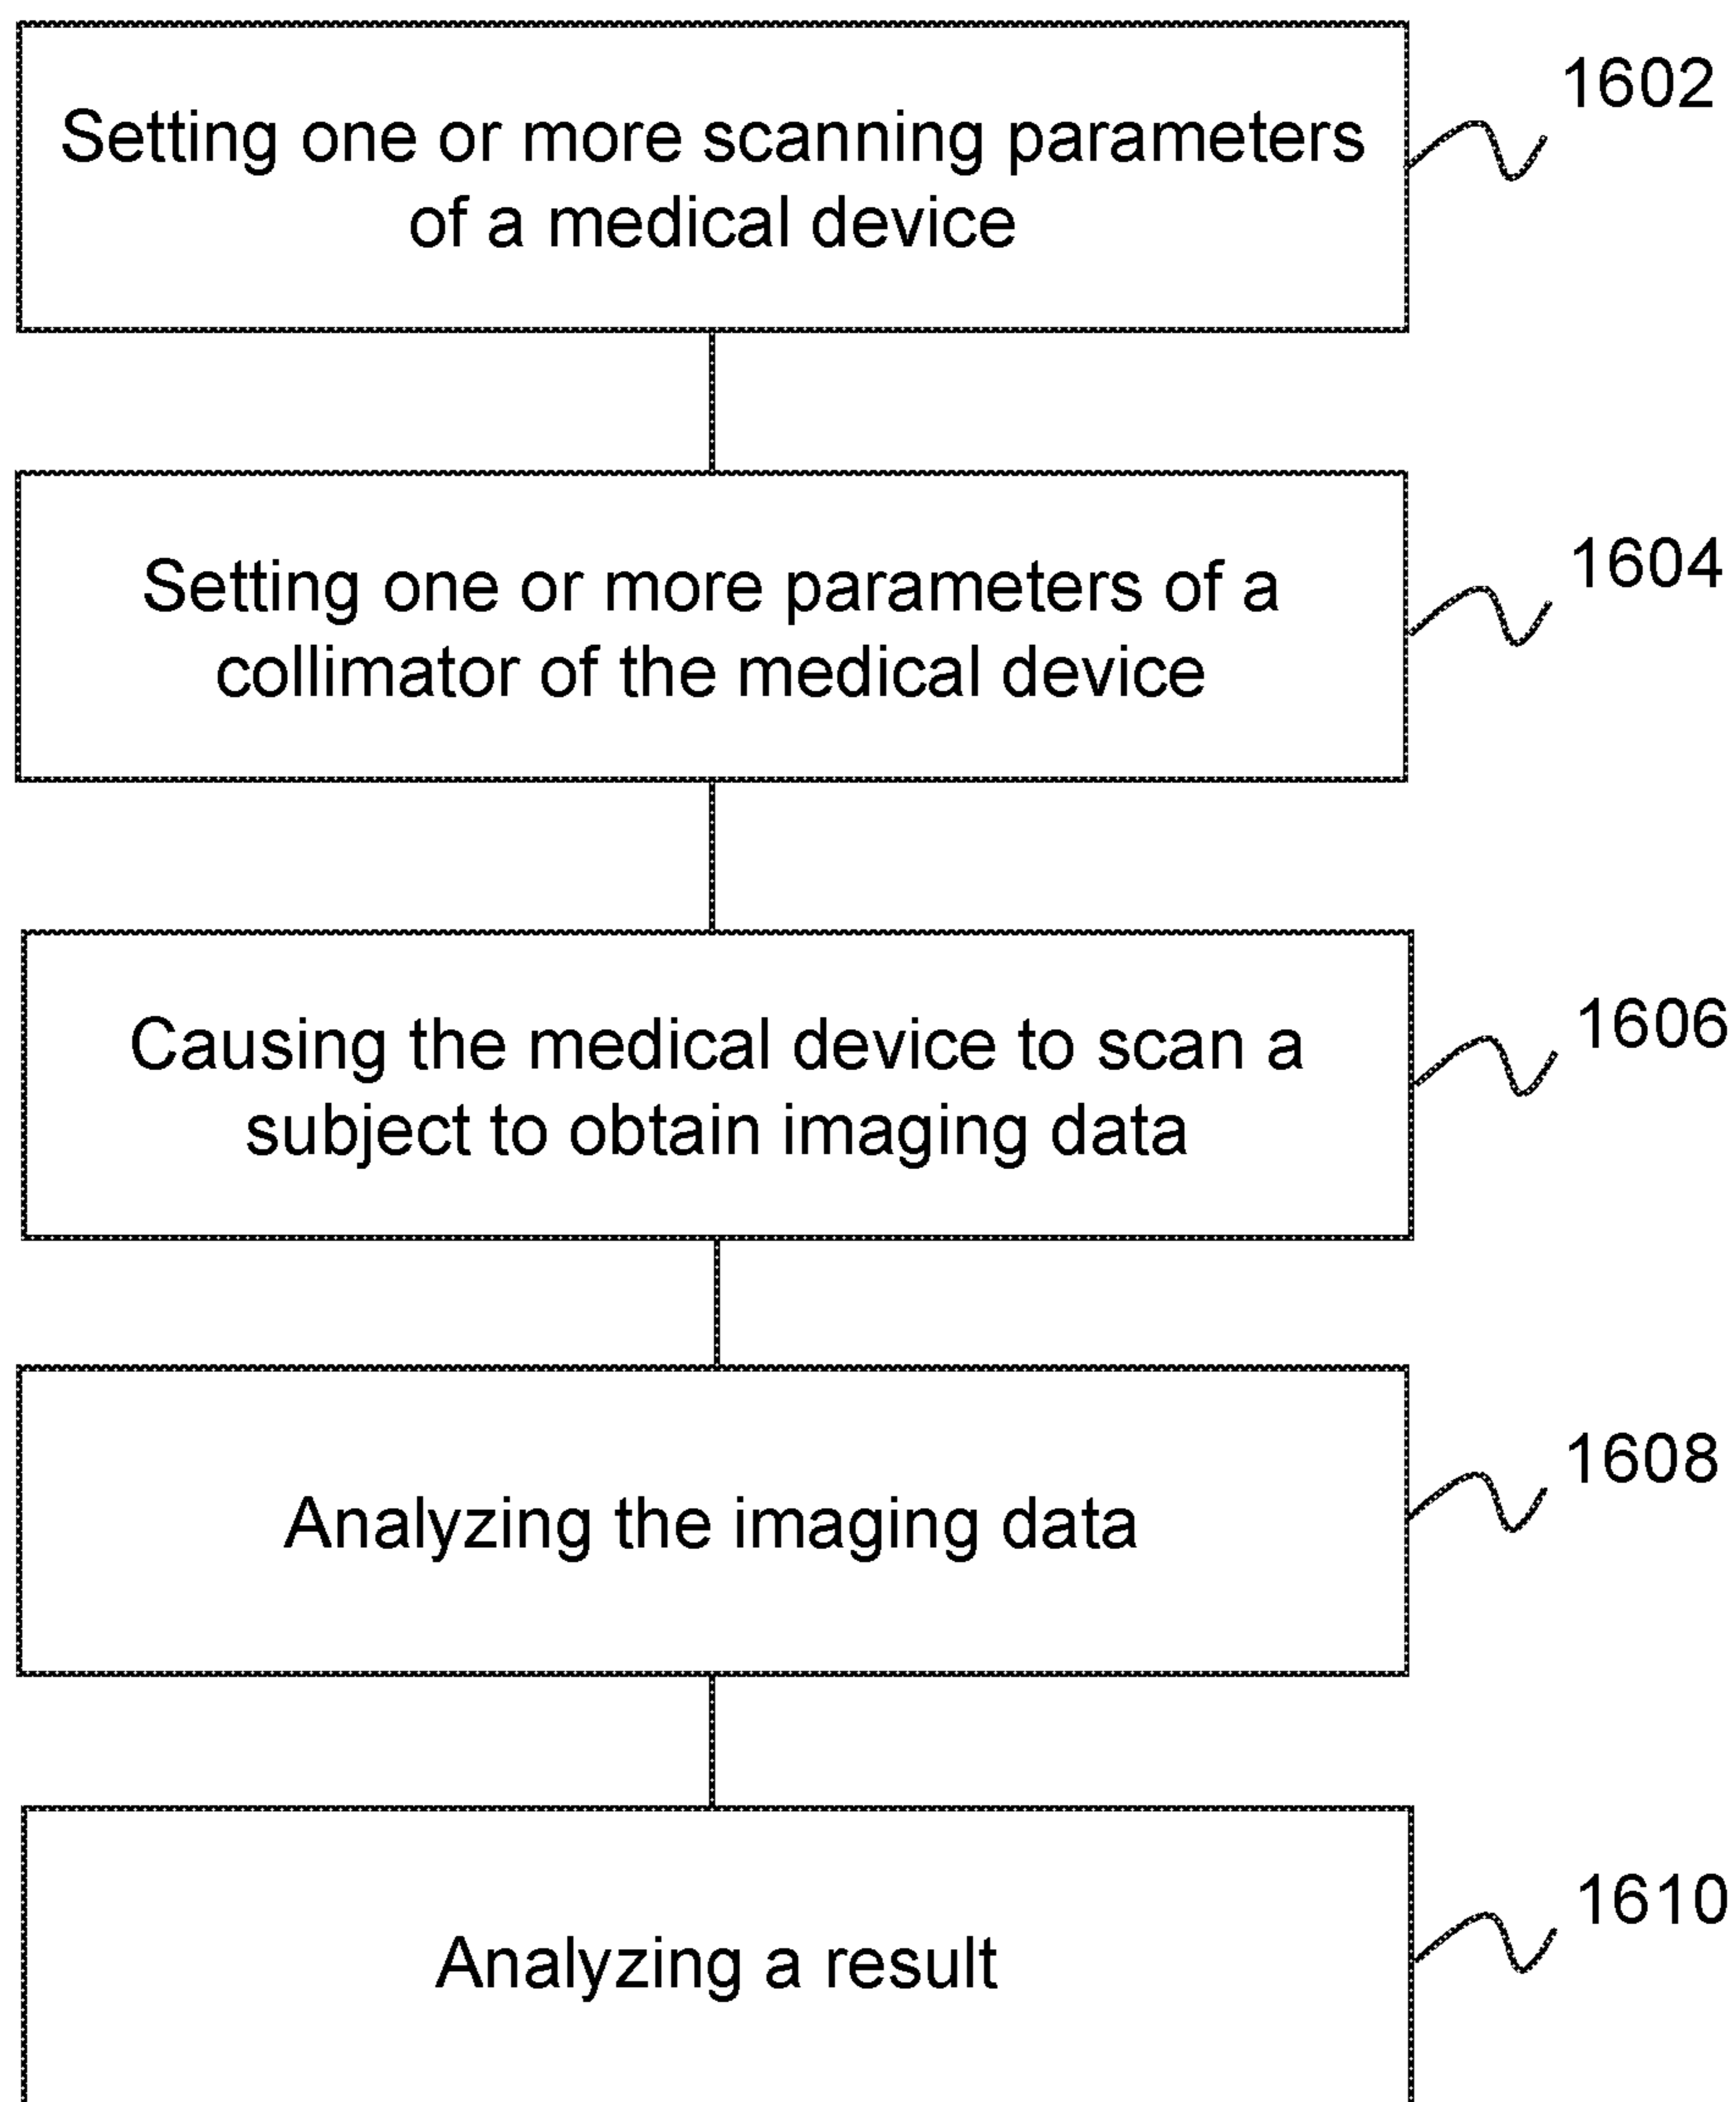 1602
Setting one or more scanning parameters
of a medical device
1604
Setting one or more parameters of a
collimator of the medical device
1606
Causing the medical device to scan a
subject to obtain imaging data
1608
Analyzing the imaging data
1610
Analyzing a result